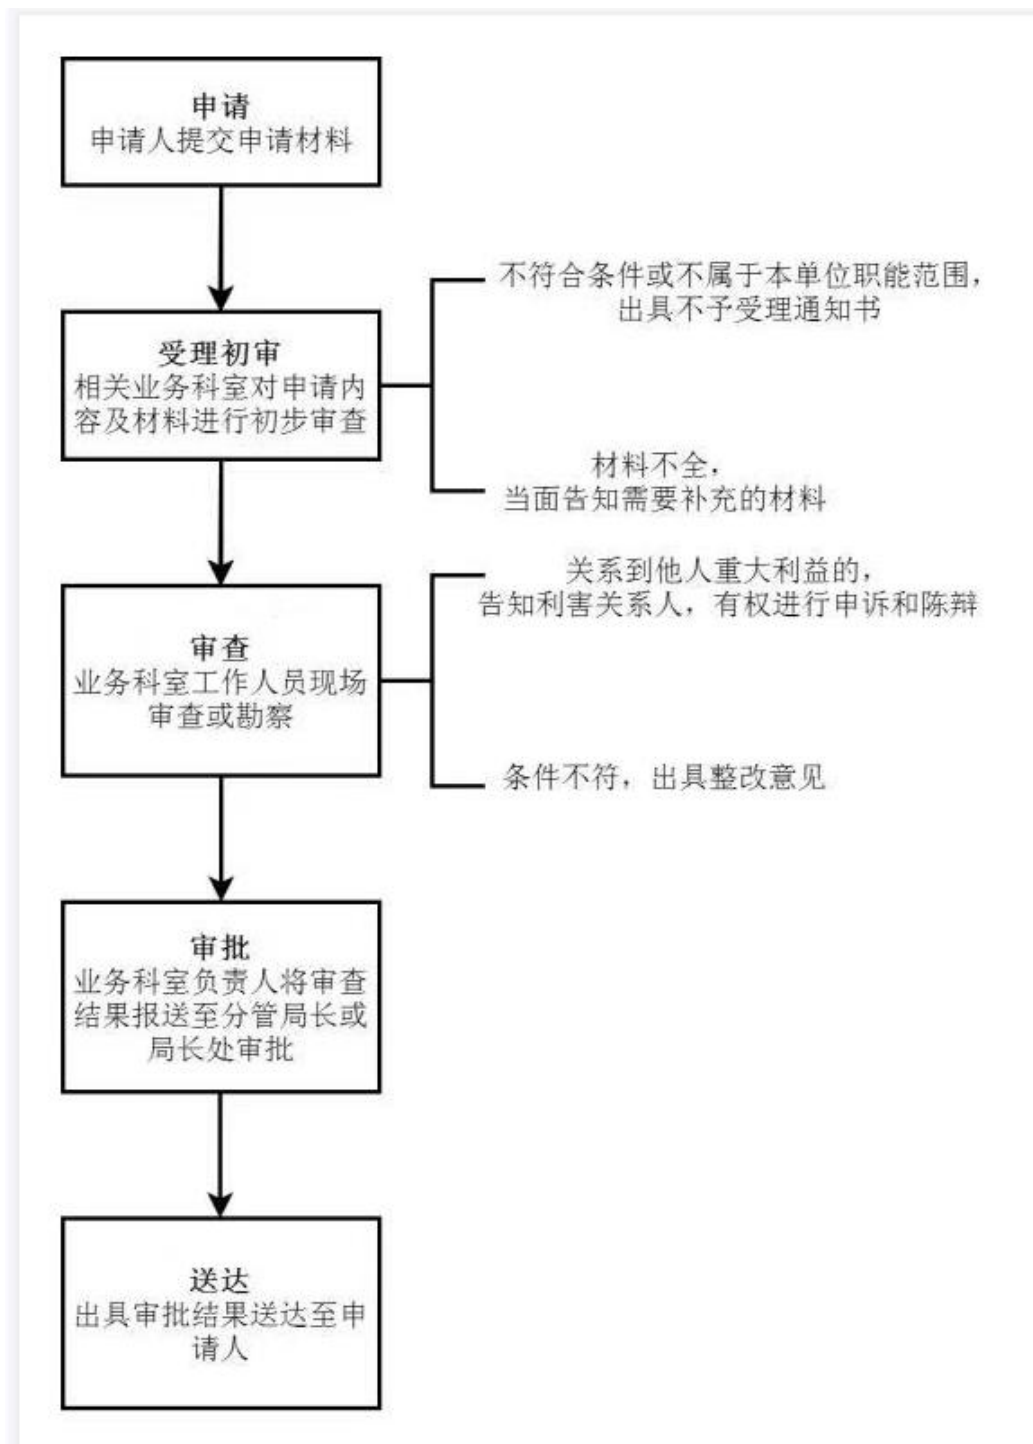 申请
申请人提交申请材料
不符合条件或不属于本单位职能范围，
出具不予受理通知书
受理初审
相关业务科室对申请内
容及材料进行初步审查
材料不全，
当面告知需要补充的材料
关系到他人重大利益的，
告知利害关系人，有权进行申诉和陈辩
审查
业务科室工作人员现场
审查或勘察
条件不符，出具整改意见
审批
业务科室负责人将审查
结果报送至分管局长或
局长处审批
送达
出具审批结果送达至申
请人